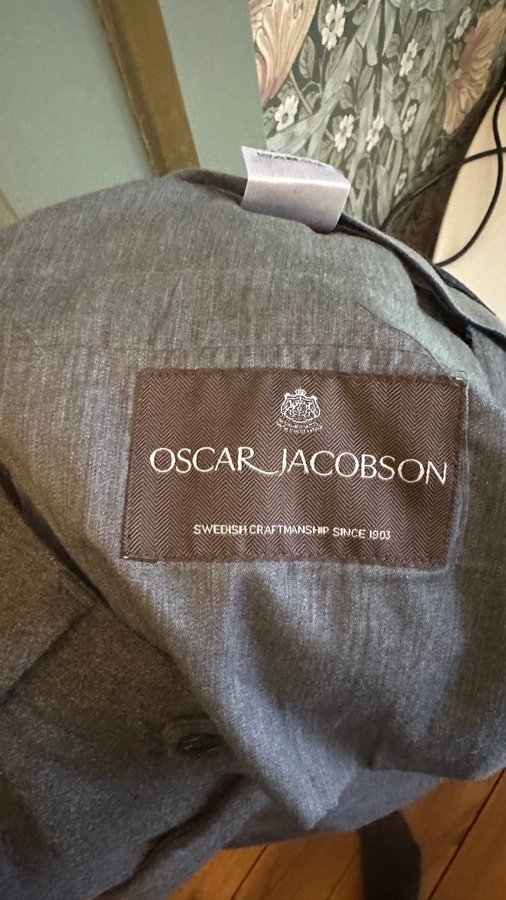 OSCAR JACOBSON
SWEDISH CRAFTMANSHIP SINCE 1903